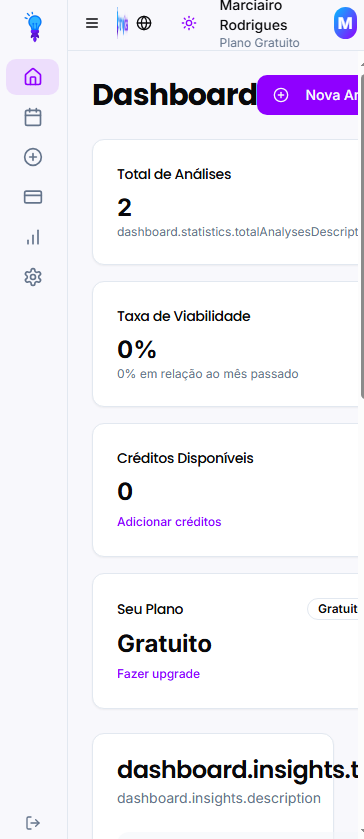 Marciairo
Rodrigues
Plano Gratuito
M
Dashboard
Nova An
Total de Análises
2
dashboard.statistics.totalAnalysesDescript
Taxa de Viabilidade
0%
0% em relação ao mês passado
Créditos Disponíveis
0
Adicionar créditos
Seu Plano
Gratuit
Gratuito
Fazer upgrade
dashboard.insights.t
dashboard.insights.description